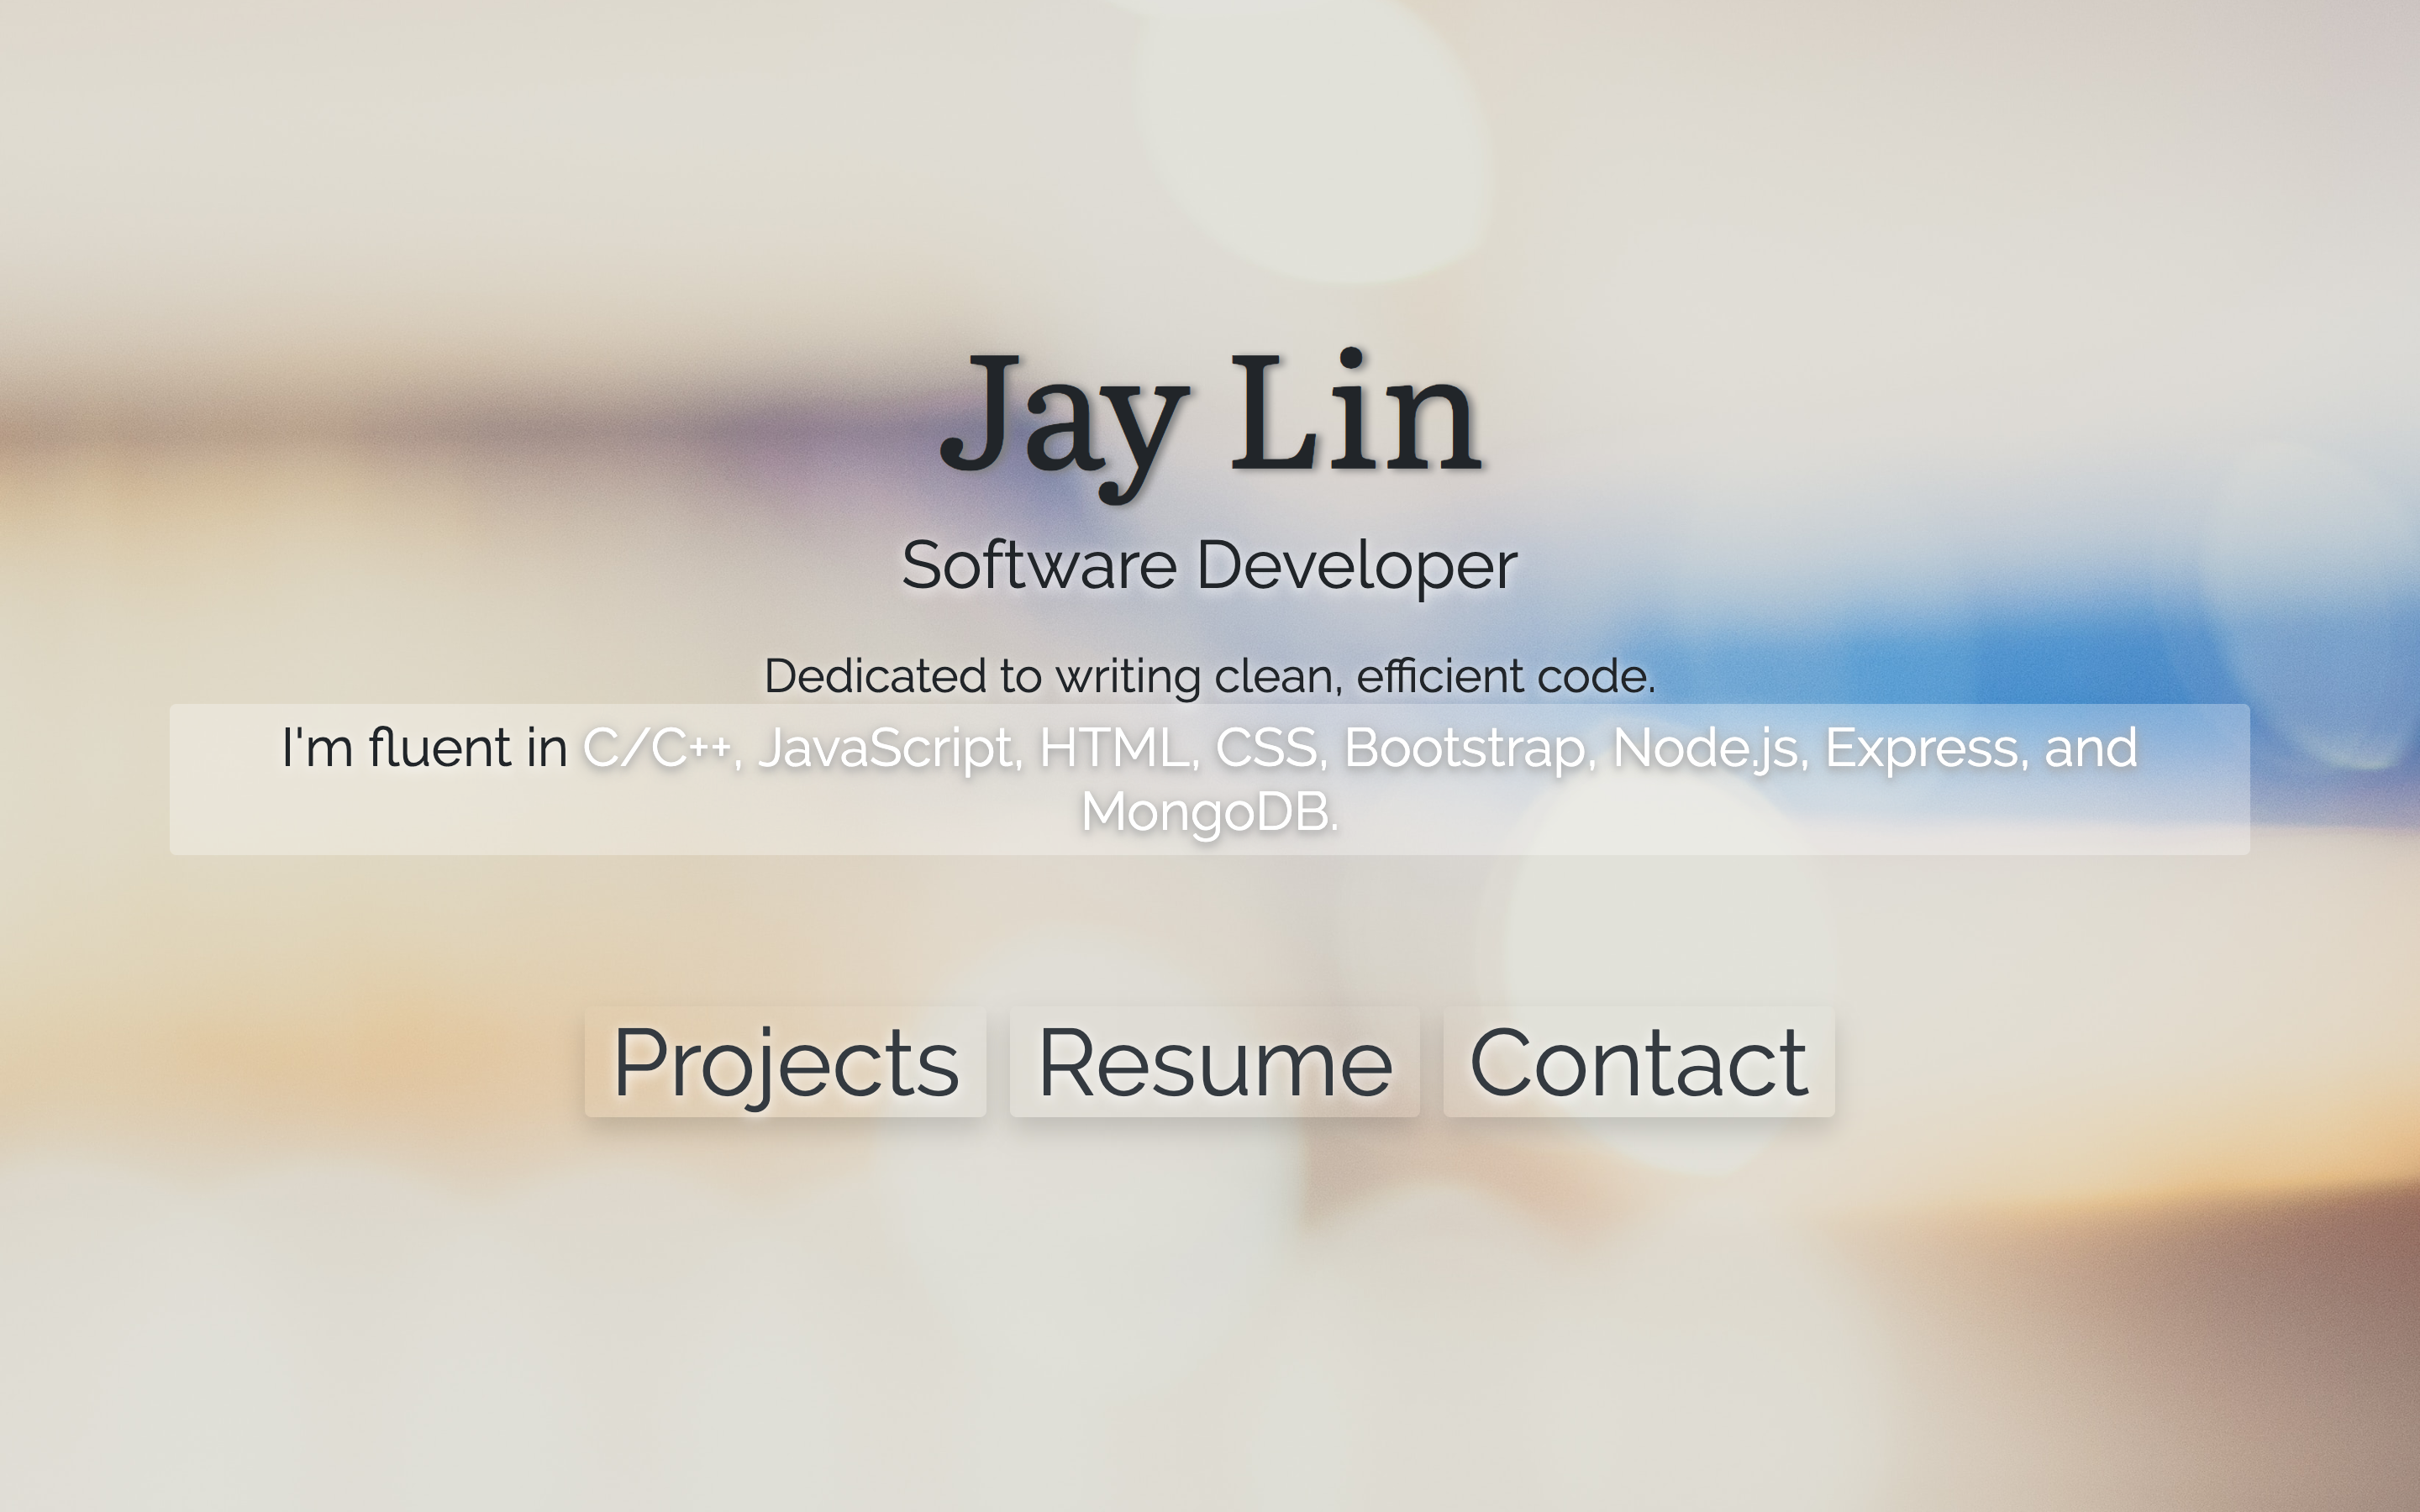 Jay Lin
Software Developer
Dedicated to writing clean, efficient code.
I'm fluent in C/C++, JavaScript, HTML, CSS, Bootstrap, Node.js, Express, and
MongoDB.
Projects Resume Contact